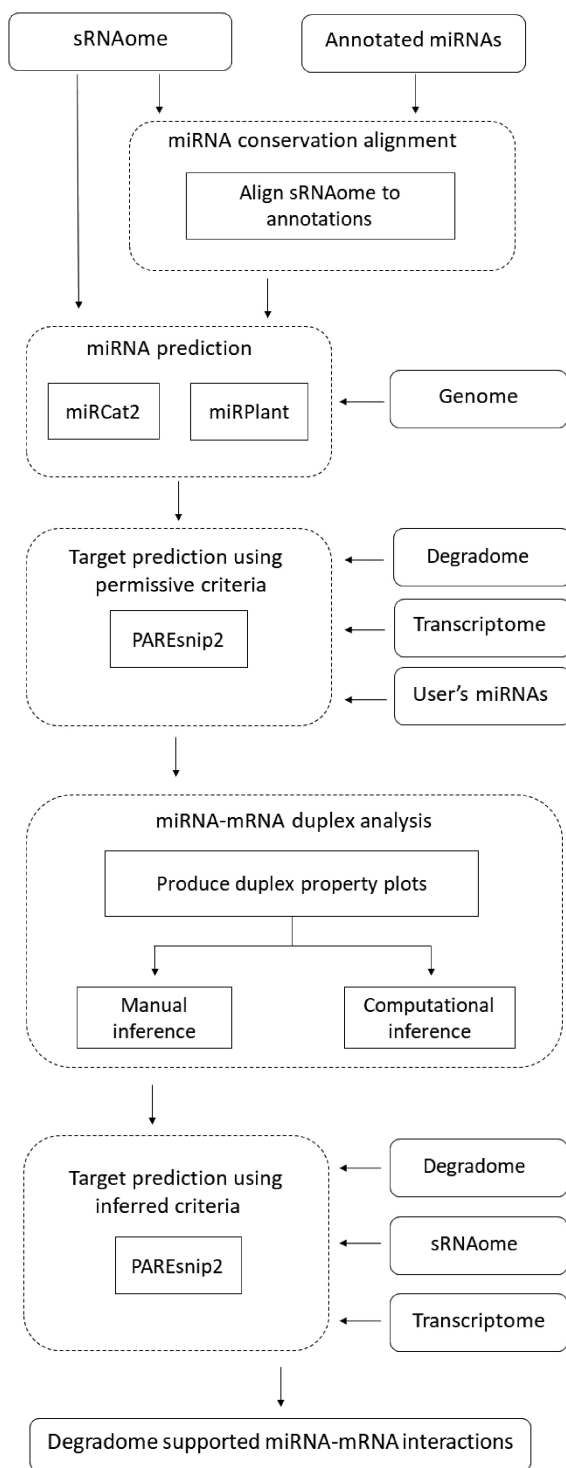 sRNAome
Annotated miRNAs
miRNA conservation alignment
Align sRNAome to
annotations
miRNA prediction
miRCat2
miRPlant
Genome
Target prediction using
permissive criteria
PAREsnip2
Degradome
Transcriptome
User's miRNAs
miRNA-mRNA duplex analysis
Produce duplex property plots
Manual
inference
Computational
inference
Target prediction using
inferred criteria
PAREsnip2
Degradome
sRNAome
Transcriptome
Degradome supported miRNA-mRNA interactions